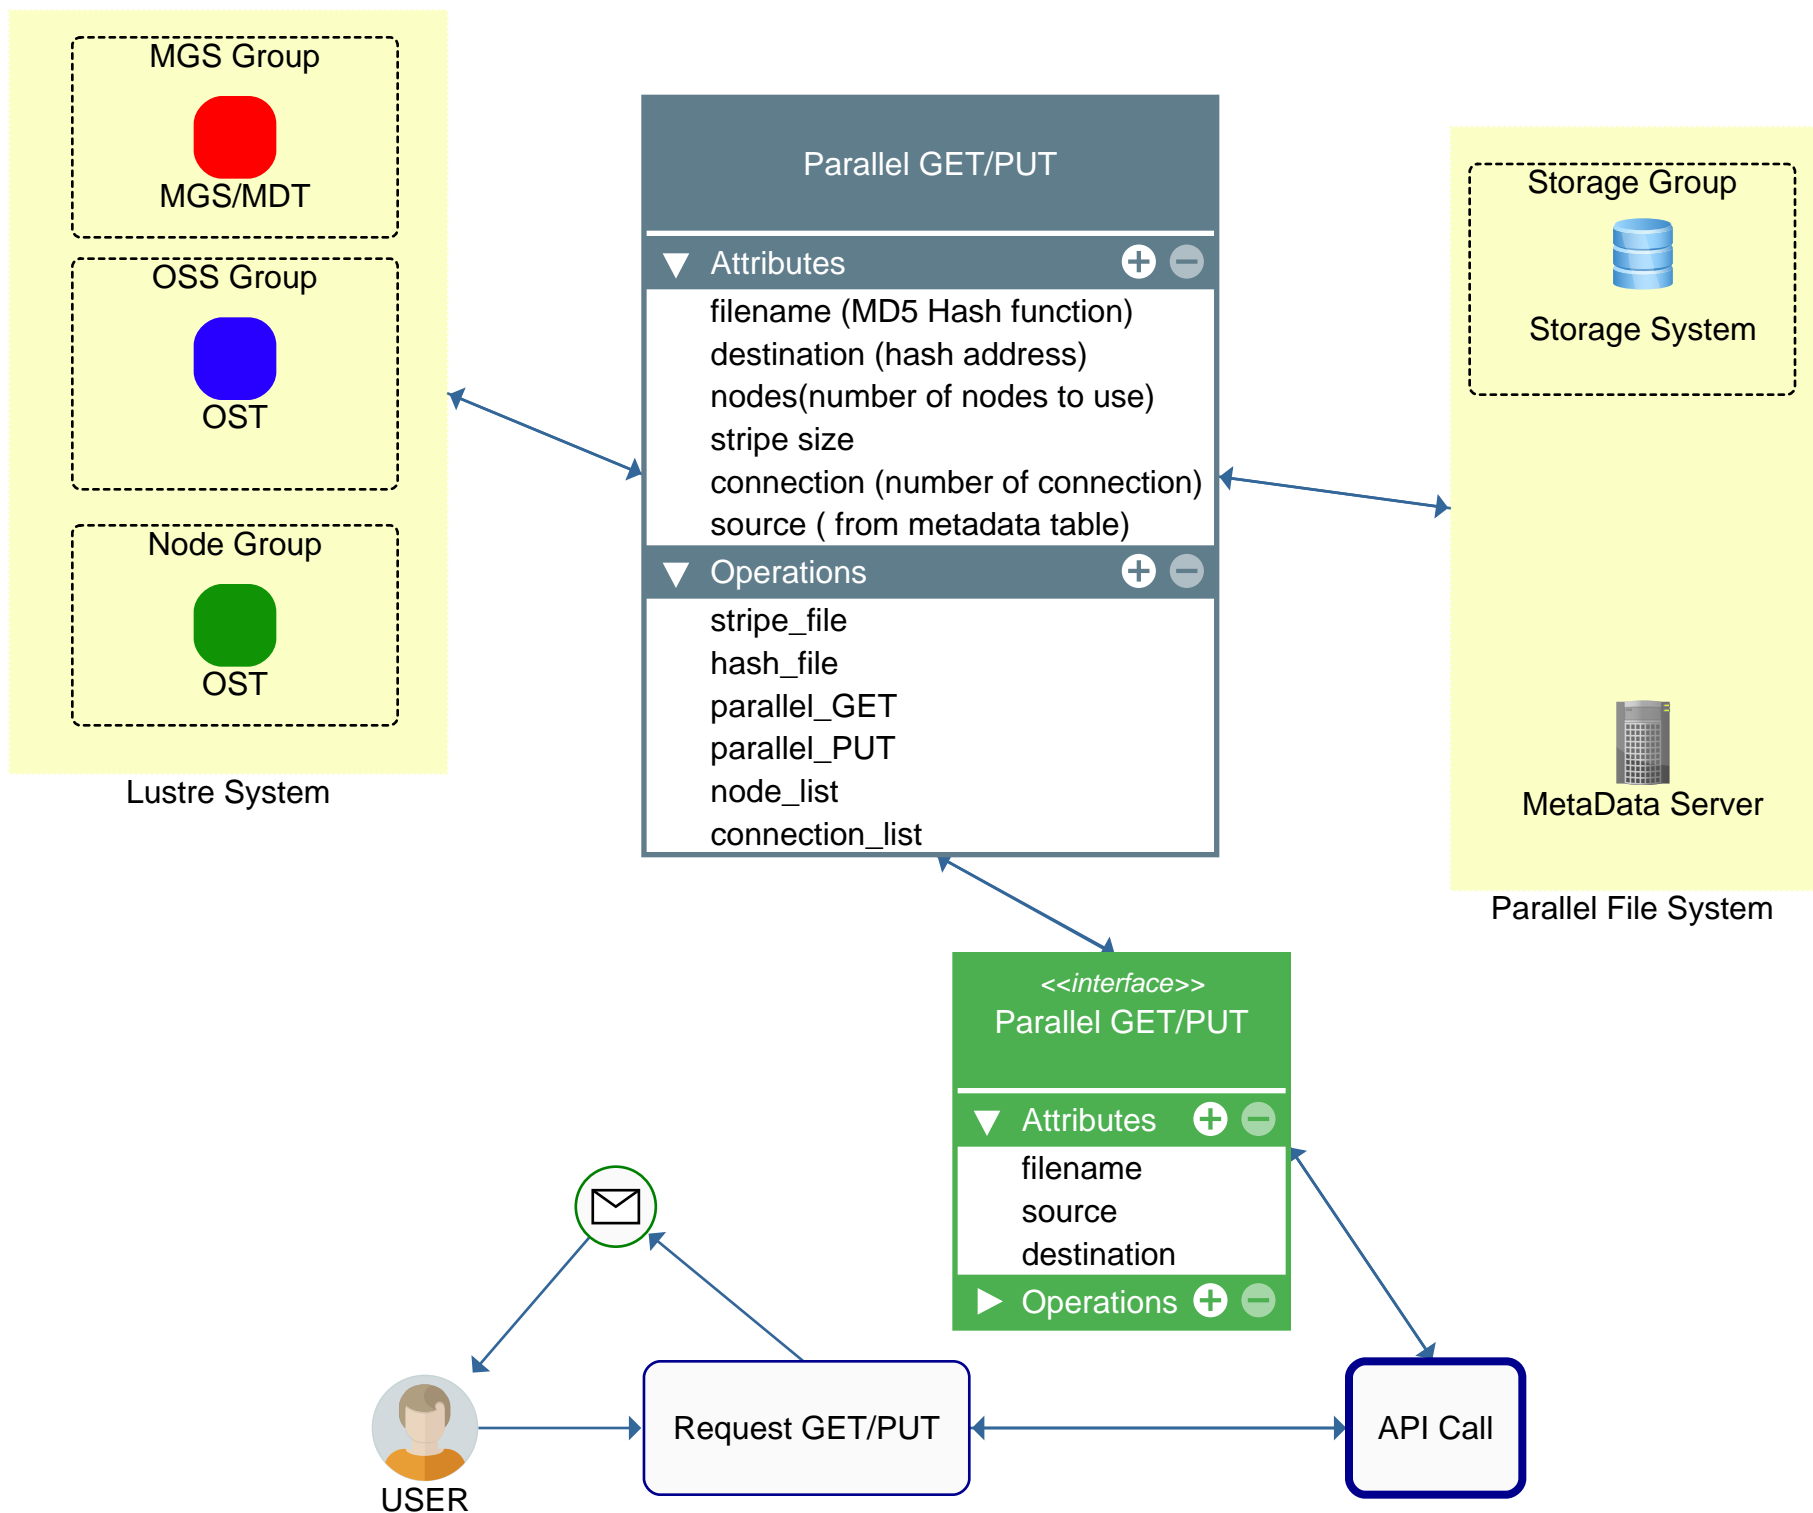 MGS Group
MGS/MDT
OSS Group
OST
Node Group
OST
Lustre System
Parallel GET/PUT
Attributes
filename (MD5 Hash function)
destination (hash address)
nodes(number of nodes to use)
stripe size
connection (number of connection)
source ( from metadata table)
Operations
stripe_file
hash_file
parallel_GET
parallel_PUT
node_list
connection_list
Storage Group
Storage System
MetaData Server
Parallel File System
<<interface>>
Parallel GET/PUT
Attributes
filename
source
destination
Operations
USER
Request GET/PUT
API Call